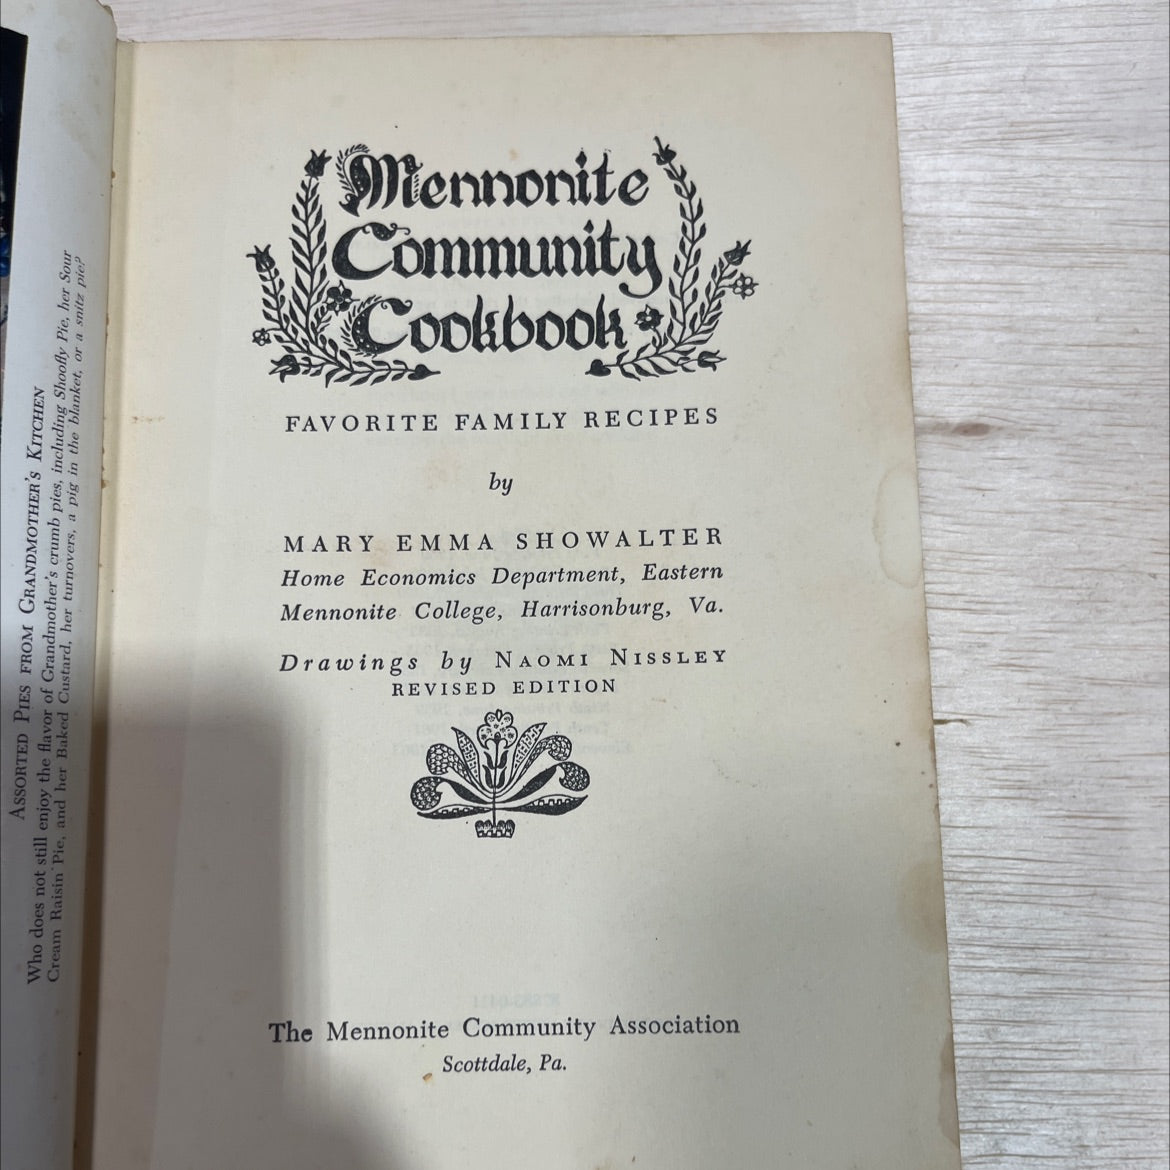 ASSORTED PIES FROM GRANDMOTHER'S KITCHEN
Who does not still enjoy the flavor of Grandmother's crumb pies, including Shoofly Pie, her Sour
Cream Raisin Pie, and her Baked Custard, her turnovers, a pig in the blanket, or a snitz pie?
Mennonite
Community
Cookbook
FAVORITE FAMILY RECIPES
by
MARY EMMA SHOWALTER
Home Economics Department, Eastern
Mennonite College, Harrisonburg, Va.
Drawings by NAOMI NISSLEY
REVISED EDITION
The Mennonite Community Association
Scottdale, Pa.